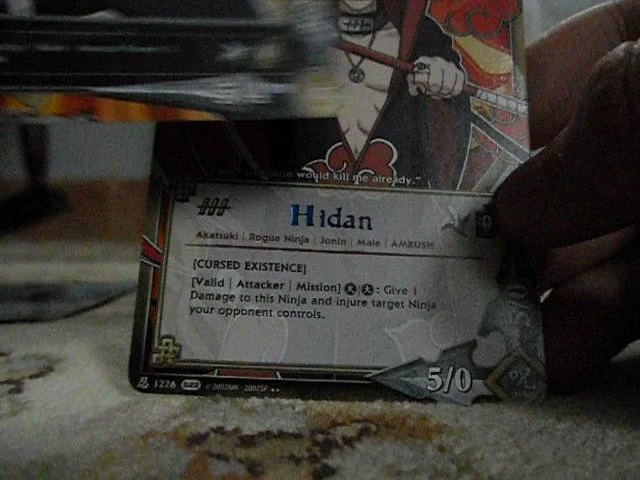 one would kill me already."
Hidan
Akatsuki | Rogue Ninja | Jonin | Male | AMBUSH
[CURSED EXISTENCE]
[Valid | Attacker | Mission] : Give 1
Damage to this Ninja and injure target Ninja
your opponent controls.
5/0
1226